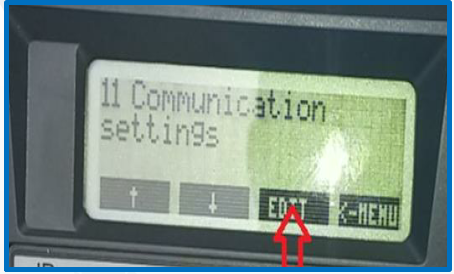 11 Communication
settings
↑ ↓ EDIT <-MENU